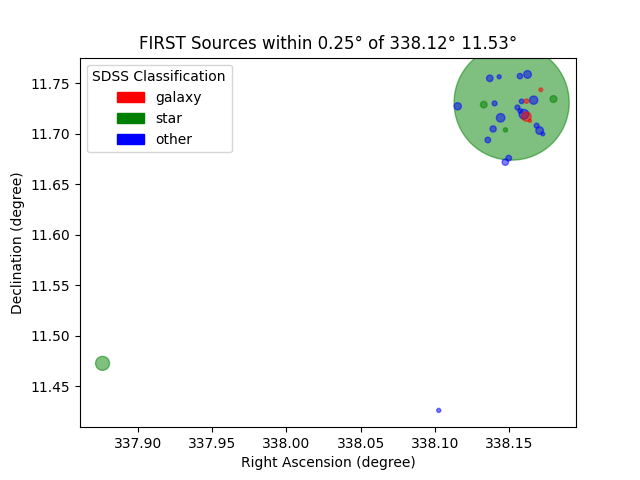 FIRST Sources within 0.25° of 338.12° 11.53°
SDSS Classification
galaxy
star
other
Declination (degree)
11.75
11.70
11.65
11.60
11.55
11.50
11.45
337.90 337.95 338.00 338.05 338.10 338.15
Right Ascension (degree)